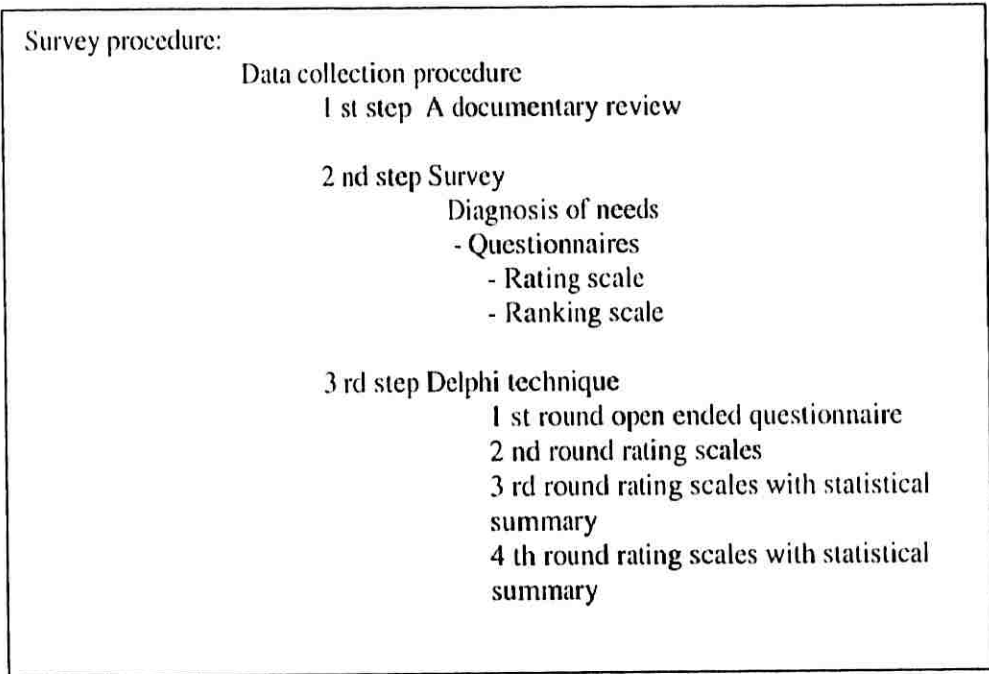 Survey procedure:
Data collection procedure
1 st step A documentary review
2 nd step Survey
Diagnosis of needs
- Questionnaires
- Rating scale
- Ranking scale
3 rd step Delphi technique
1 st round open ended questionnaire
2 nd round rating scales
3 rd round rating scales with statistical
summary
4 th round rating scales with statistical
summary